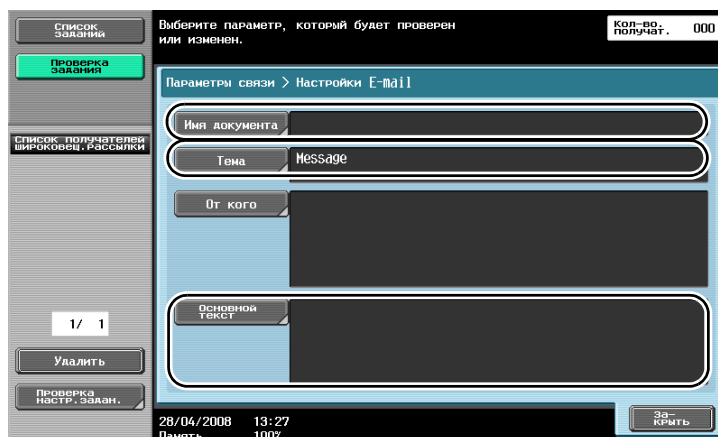 Список
заданий
Выберите параметр, который будет проверен
или изменен.
Кол-во.
получат. 000
Проверка
задания
Параметры связи > Настройки E-mail
Имя документа
Список получателей
широковещ.рассылки
Тема Message
От кого
Основной
текст
1/ 1
Удалить
Проверка
настр.задан.
28/04/2008 13:27
Память 100%
За-
крыть